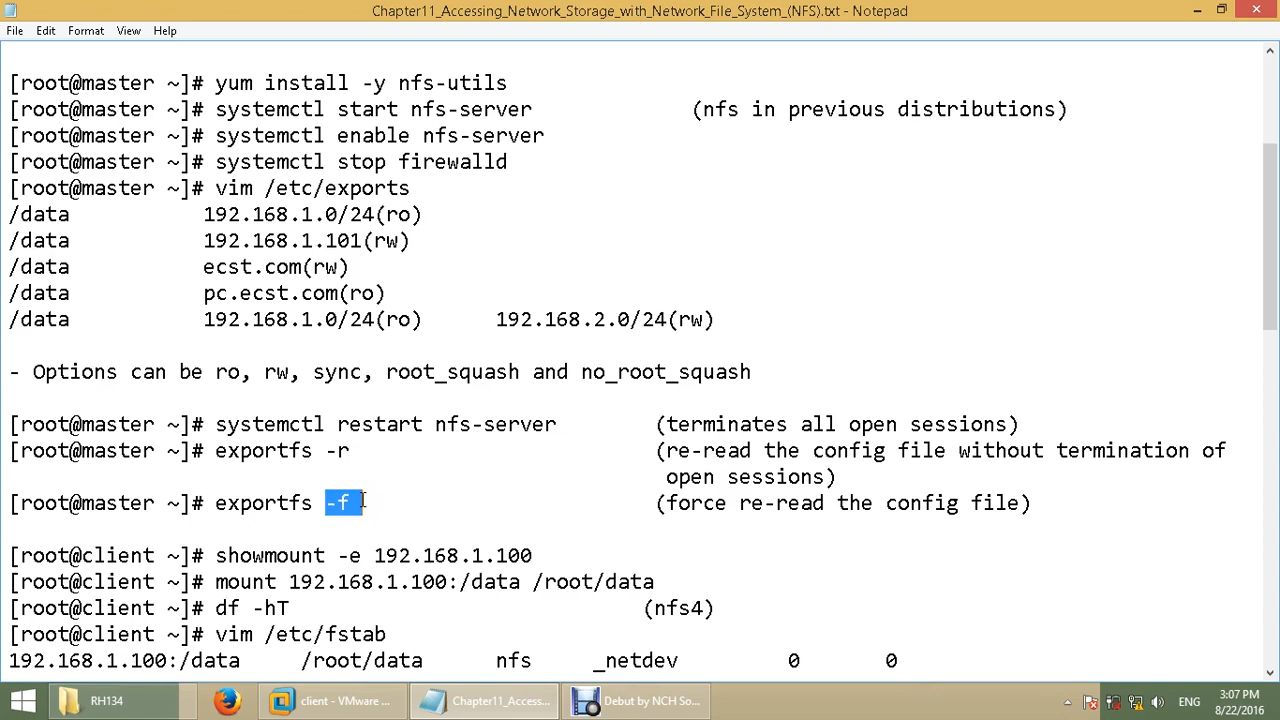 Chapter11_Accessing_Network_Storage_with_Network_File_System_(NFS).txt - Notepad
File Edit Format View Help
[root@master ~]# yum install -y nfs-utils
[root@master ~]# systemctl start nfs-server (nfs in previous distributions)
[root@master ~]# systemctl enable nfs-server
[root@master ~]# systemctl stop firewalld
[root@master ~]# vim /etc/exports
/data 192.168.1.0/24(ro)
/data 192.168.1.101(rw)
/data ecst.com(rw)
/data pc.ecst.com(ro)
/data 192.168.1.0/24(ro) 192.168.2.0/24(rw)
- Options can be ro, rw, sync, root_squash and no_root_squash
[root@master ~]# systemctl restart nfs-server (terminates all open sessions)
[root@master ~]# exportfs -r (re-read the config file without termination of
open sessions)
[root@master ~]# exportfs -f (force re-read the config file)
[root@client ~]# showmount -e 192.168.1.100
[root@client ~]# mount 192.168.1.100:/data /root/data
[root@client ~]# df -hT (nfs4)
[root@client ~]# vim /etc/fstab
192.168.1.100:/data /root/data nfs _netdev 0 0
RH134 client - VMware ... Chapter11_Access... Debut by NCH So... ENG 3:07 PM
8/22/2016